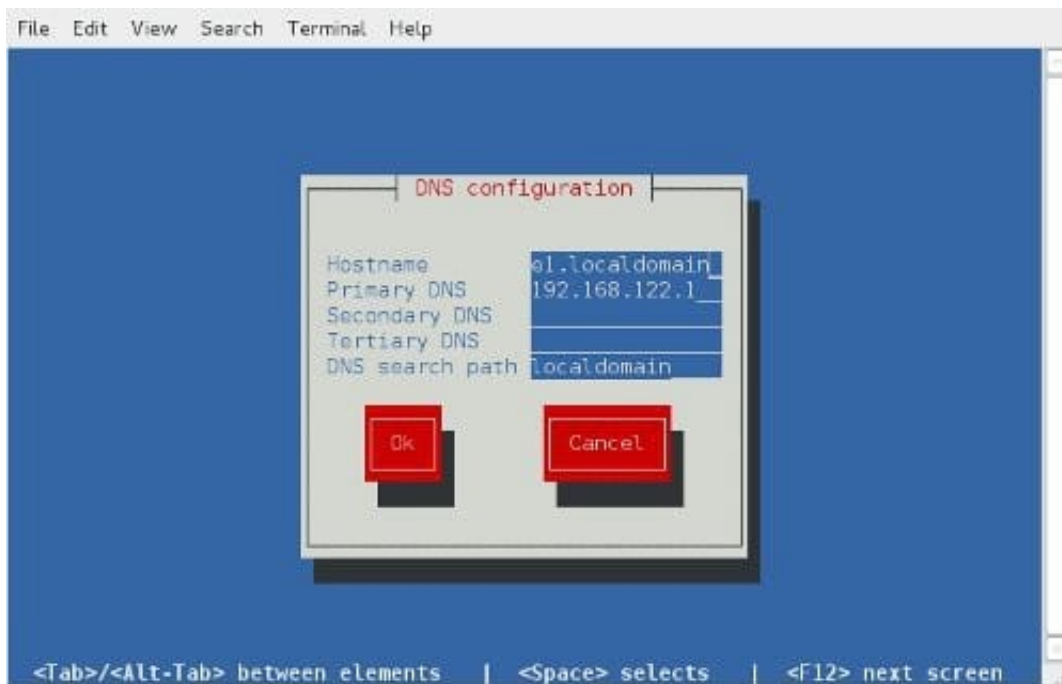 File Edit View Search Terminal Help
DNS configuration
Hostname el.localdomain
Primary DNS 192.168.122.1
Secondary DNS
Tertiary DNS
DNS search path localdomain
Ok Cancel
<Tab>/<Alt-Tab> between elements | <Space> selects | <F12> next screen